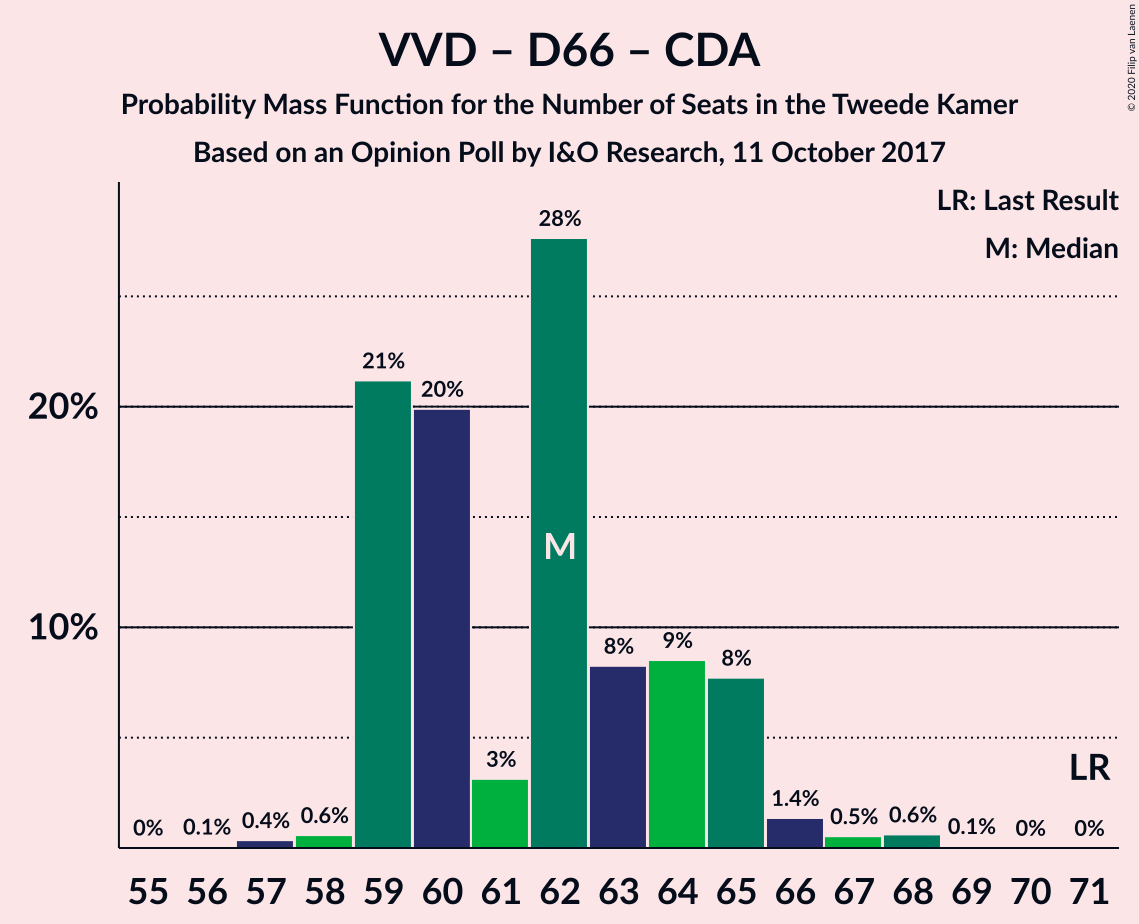 VVD – D66 – CDA
Probability Mass Function for the Number of Seats in the Tweede Kamer
Based on an Opinion Poll by I&O Research, 11 October 2017
© 2020 Filip van Laenen
LR: Last Result
M: Median
28%
21%
20%
20%
M
10%
8%
9%
8%
3%
LR
0%
0.1%
0.4%
0.6%
1.4%
0.5%
0.6%
0.1%
0%
0%
55 56 57 58 59 60 61 62 63 64 65 66 67 68 69 70 71